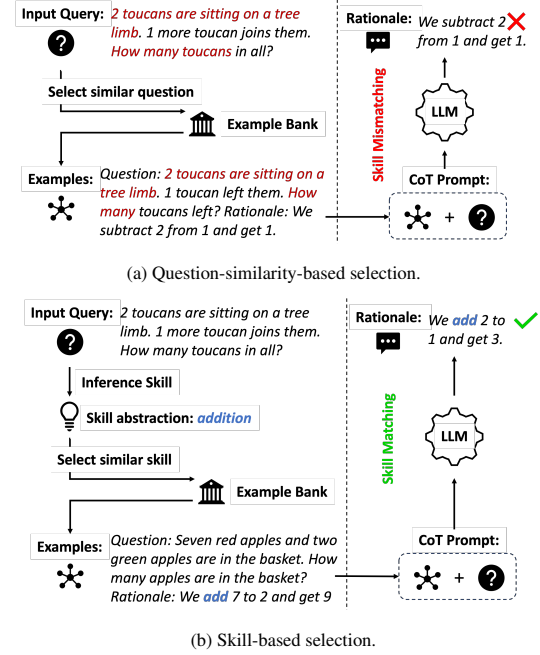 Input Query:
2 toucans are sitting on a tree
limb. 1 more toucan joins them.
How many toucans in all?
Select similar question
Example Bank
Examples:
Question: 2 toucans are sitting on a
tree limb. 1 toucan left them. How
many toucans left? Rationale: We
subtract 2 from 1 and get 1.
Rationale:
We subtract 2
from 1 and get 1.
Skill Mismatching
LLM
CoT Prompt:
+
(a) Question-similarity-based selection.
Input Query:
2 toucans are sitting on a tree
limb. 1 more toucan joins them.
How many toucans in all?
Inference Skill
Skill abstraction: addition
Select similar skill
Example Bank
Examples:
Question: Seven red apples and two
green apples are in the basket. How
many apples are in the basket?
Rationale: We add 7 to 2 and get 9
Rationale:
We add 2 to
1 and get 3.
Skill Matching
LLM
CoT Prompt:
+
(b) Skill-based selection.